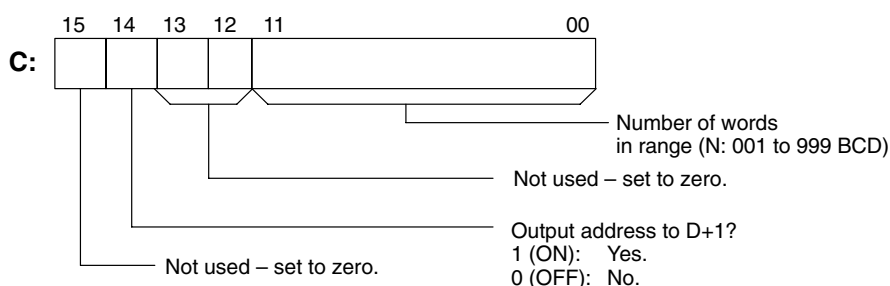 15 14 13 12 11 00
C:
Number of words
in range (N: 001 to 999 BCD)
Not used – set to zero.
Output address to D+1?
1 (ON): Yes.
0 (OFF): No.
Not used – set to zero.